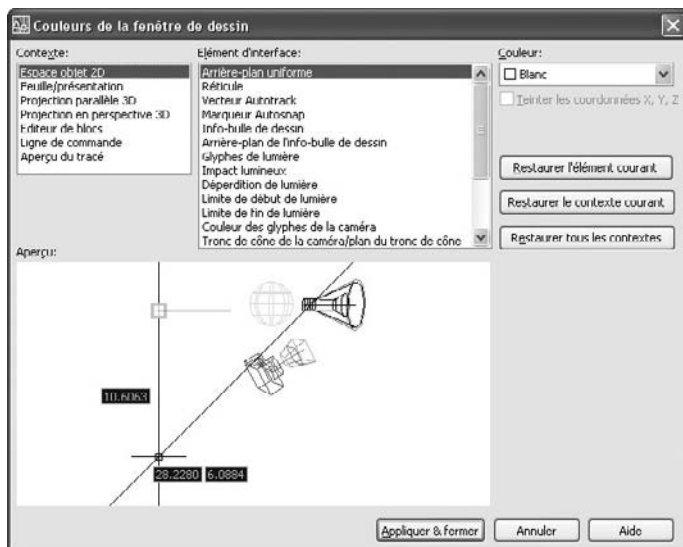 Couleurs de la fenêtre de dessin
Contexte:
Espace objet 2D
Feuille/présentation
Projection parallèle 3D
Projection en perspective 3D
Editeur de blocs
Ligne de commande
Aperçu du tracé
Elément d'interface:
Arrière-plan uniforme
Réticule
Vecteur Autotrack
Marqueur Autosnap
Info-bulle de dessin
Arrière-plan de l'info-bulle de dessin
Glyphes de lumière
Impact lumineux
Déperdition de lumière
Limite de début de lumière
Limite de fin de lumière
Couleur des glyphes de la caméra
Tronc de cône de la caméra/plan du tronc de cône
Couleur:
Blanc
Teinter les coordonnées X, Y, Z
Restaurer l'élément courant
Restaurer le contexte courant
Restaurer tous les contextes
Aperçu:
10.6063
28.2280 6.0884
Appliquer & fermer
Annuler
Aide